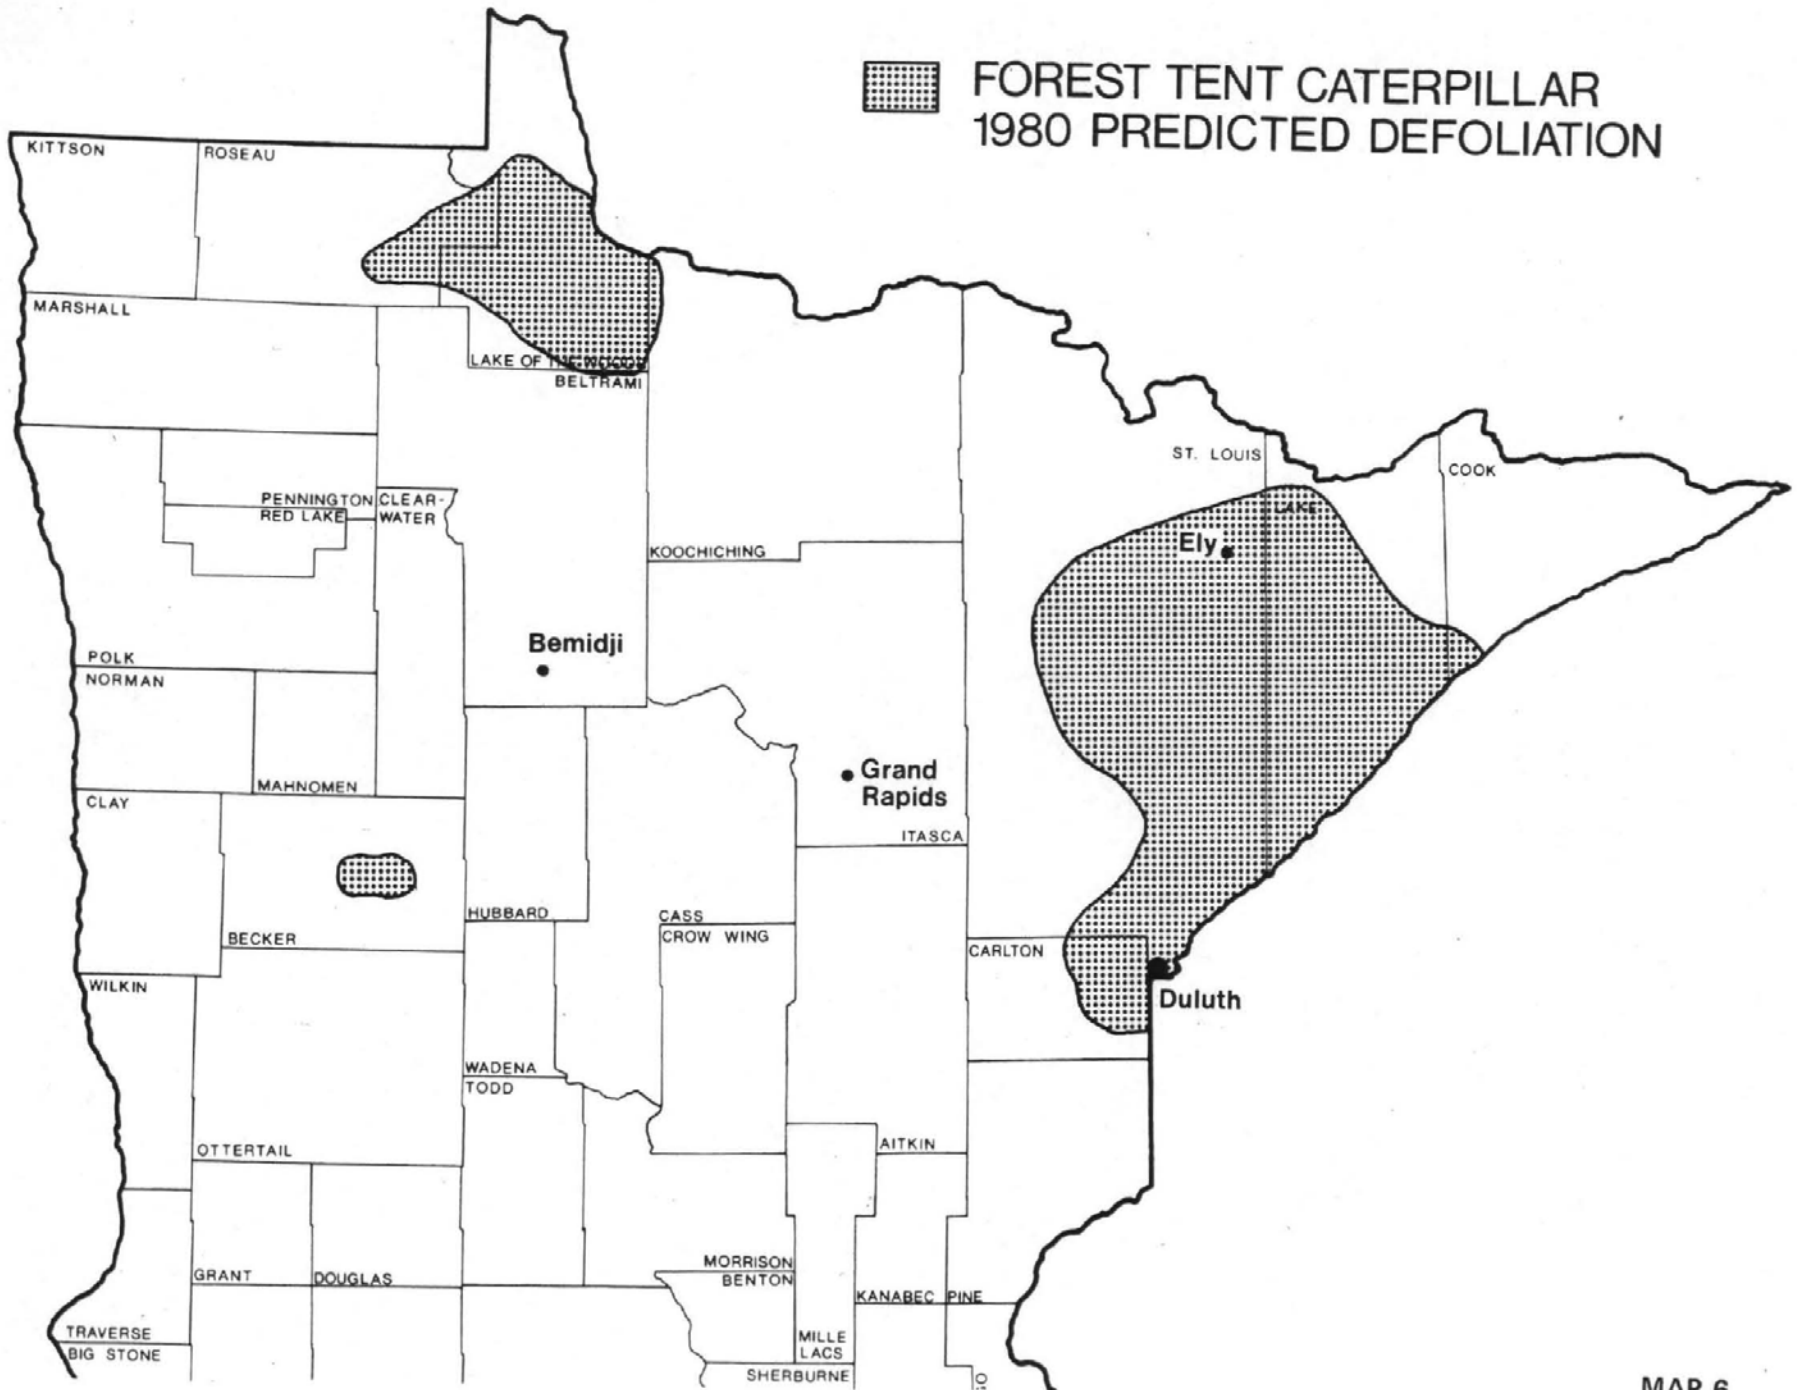 FOREST TENT CATERPILLAR
1980 PREDICTED DEFOLIATION
KITTSON
ROSEAU
MARSHALL
LAKE OF THE WOODS
BELTRAMI
ST. LOUIS
COOK
LAKE
PENNINGTON
CLEAR-
WATER
RED LAKE
Ely
KOOCHICHING
Bemidji
POLK
NORMAN
MAHNOMEN
Grand
Rapids
CLAY
ITASCA
HUBBARD
CASS
CROW WING
BECKER
CARLTON
WILKIN
Duluth
WADENA
TODD
OTTERTAIL
AITKIN
MORRISON
BENTON
GRANT
DOUGLAS
KANABEC
PINE
TRAVERSE
BIG STONE
MILLE
LACS
SHERBURNE
MAP 6